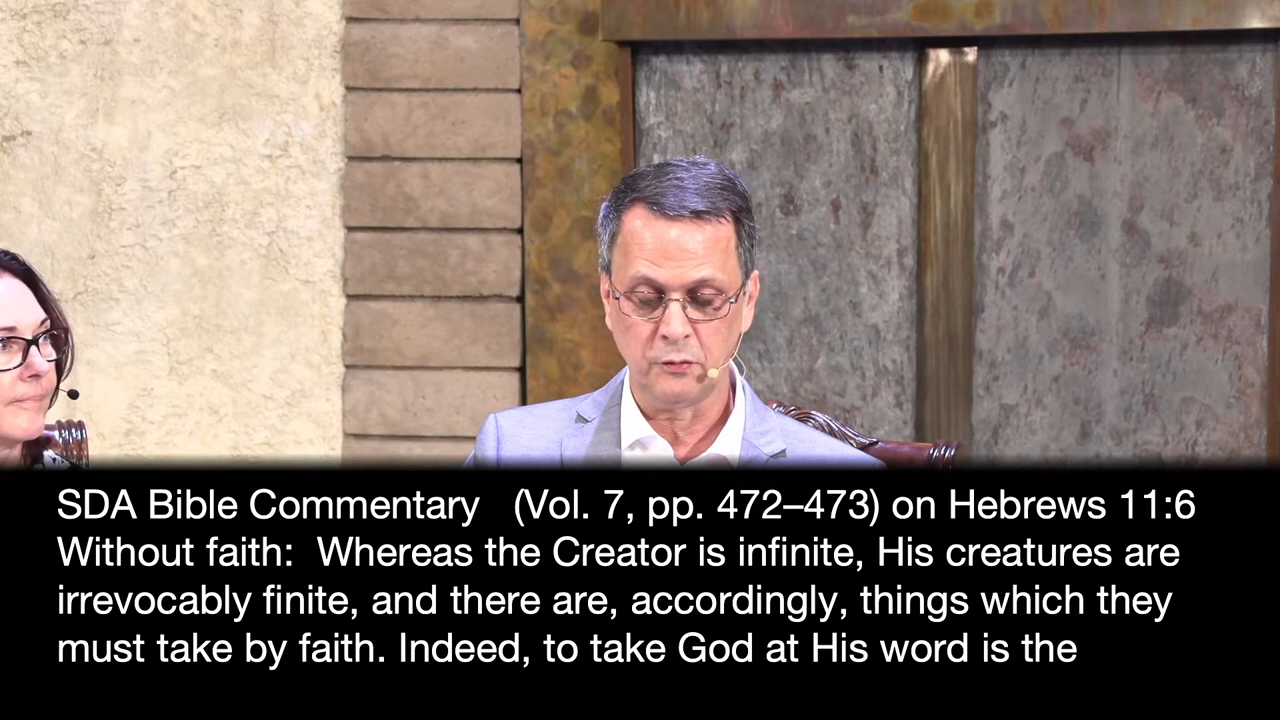 SDA Bible Commentary (Vol. 7, pp. 472–473) on Hebrews 11:6
Without faith: Whereas the Creator is infinite, His creatures are
irrevocably finite, and there are, accordingly, things which they
must take by faith. Indeed, to take God at His word is the